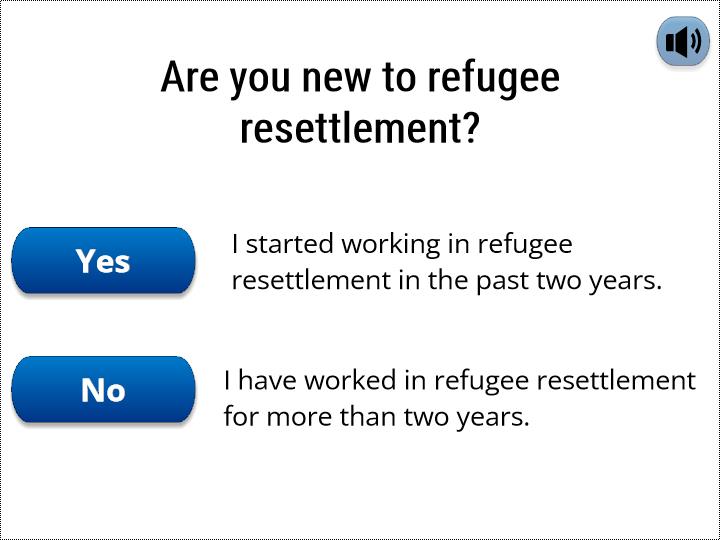 Are you new to refugee
resettlement?
Yes
I started working in refugee
resettlement in the past two years.
No
I have worked in refugee resettlement
for more than two years.